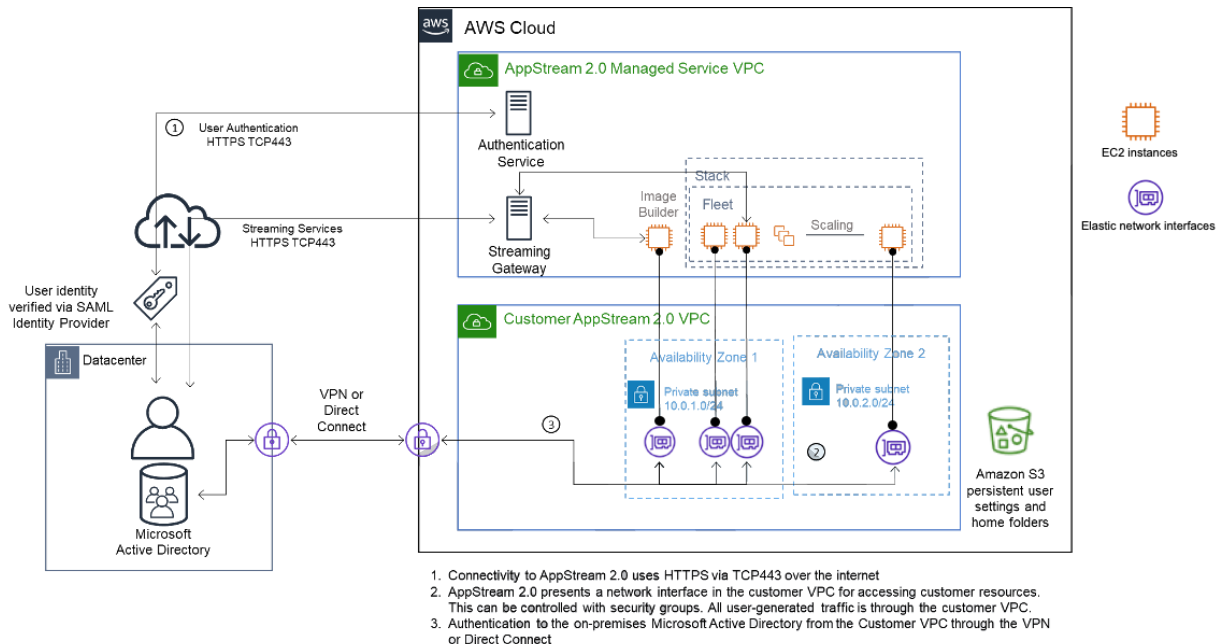 aws
AWS Cloud
AppStream 2.0 Managed Service VPC
1
User Authentication
HTTPS TCP443
Authentication
Service
EC2 instances
Stack
Image
Builder
Fleet
Scaling
Elastic network interfaces
Streaming Services
HTTPS TCP443
Streaming
Gateway
User identity
verified via SAML
Identity Provider
Customer AppStream 2.0 VPC
Datacenter
Availability Zone 1
Availability Zone 2
Private subnet
10.0.1.0/24
Private subnet
10.0.2.0/24
VPN or
Direct
Connect
3
2
Amazon S3
persistent user
settings and
home folders
Microsoft
Active Directory
1. Connectivity to AppStream 2.0 uses HTTPS via TCP443 over the internet
2. AppStream 2.0 presents a network interface in the customer VPC for accessing customer resources.
This can be controlled with security groups. All user-generated traffic is through the customer VPC.
3. Authentication to the on-premises Microsoft Active Directory from the Customer VPC through the VPN
or Direct Connect